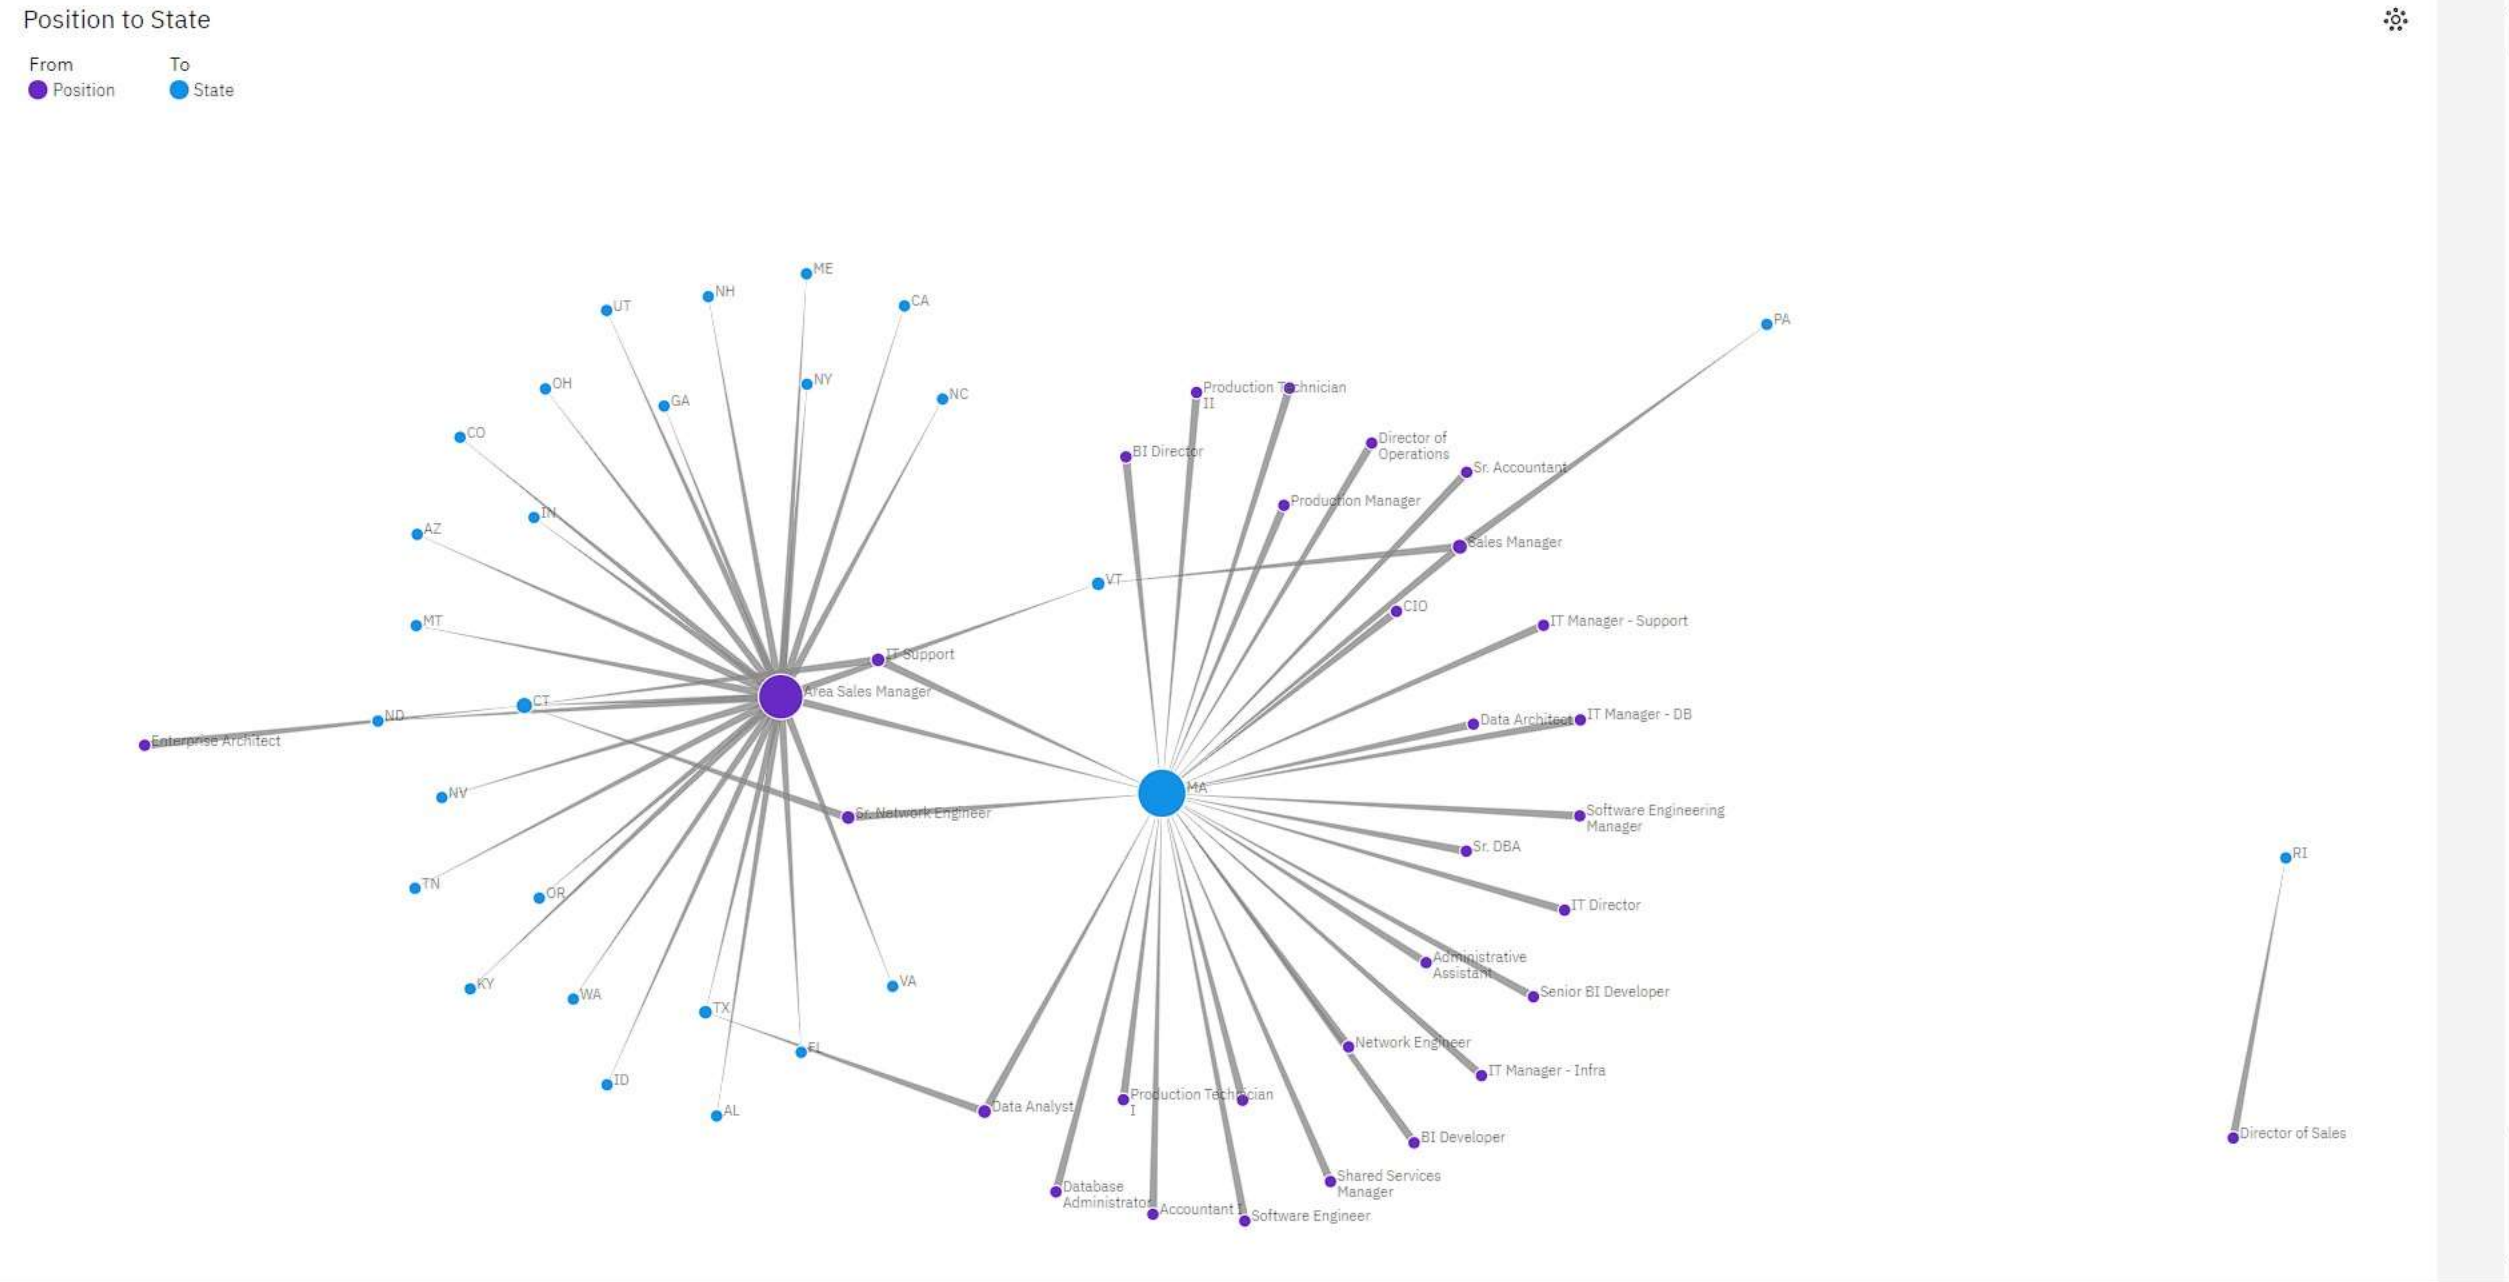 Position to State
From To
Position State
ME
NH
CA
UT
PA
NY
OH
Production Technician
II
NC
GA
CO
Director of
Operations
BI Director
Sr. Accountant
Production Manager
IN
AZ
Sales Manager
VT
CIO
MT
IT Manager - Support
IT Support
Area Sales Manager
CT
ND
Data Architect
IT Manager - DB
Enterprise Architect
MA
NV
Sr. Network Engineer
Software Engineering
Manager
Sr. DBA
RI
TN
OR
IT Director
Administrative
Assistant
VA
KY
WA
Senior BI Developer
TX
Network Engineer
FL
IT Manager - Infra
ID
Production Technician
I
Data Analyst
AL
Director of Sales
BI Developer
Shared Services
Manager
Database
Administrator
Accountant I
Software Engineer